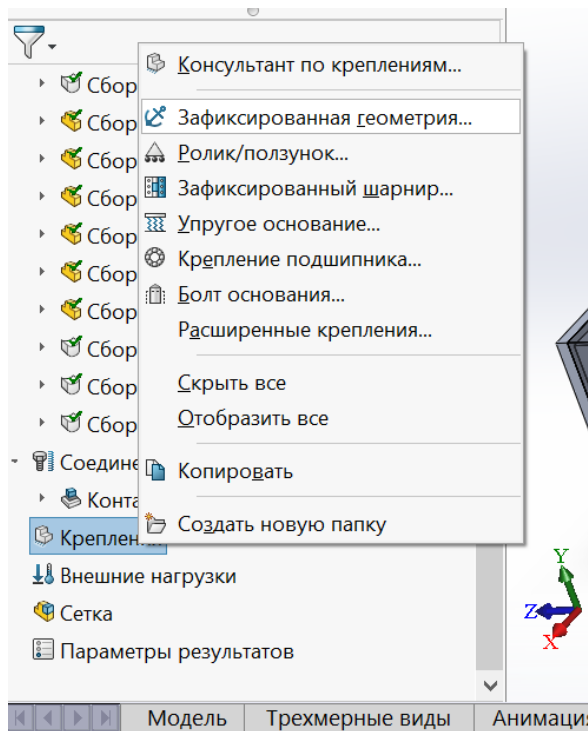 Консультант по креплениям...
Сбор
Сбор
Зафиксированная геометрия...
Сбор
Ролик/ползунок...
Сбор
Зафиксированный шарнир...
Сбор
Упругое основание...
Сбор
Крепление подшипника...
Сбор
Болт основания...
Сбор
Расширенные крепления...
Сбор
Скрыть все
Сбор
Отобразить все
Соедине
Копировать
Конта
Создать новую папку
Креплен
Внешние нагрузки
Сетка
Параметры результатов
Y
Z
X
Модель Трехмерные виды Анимация